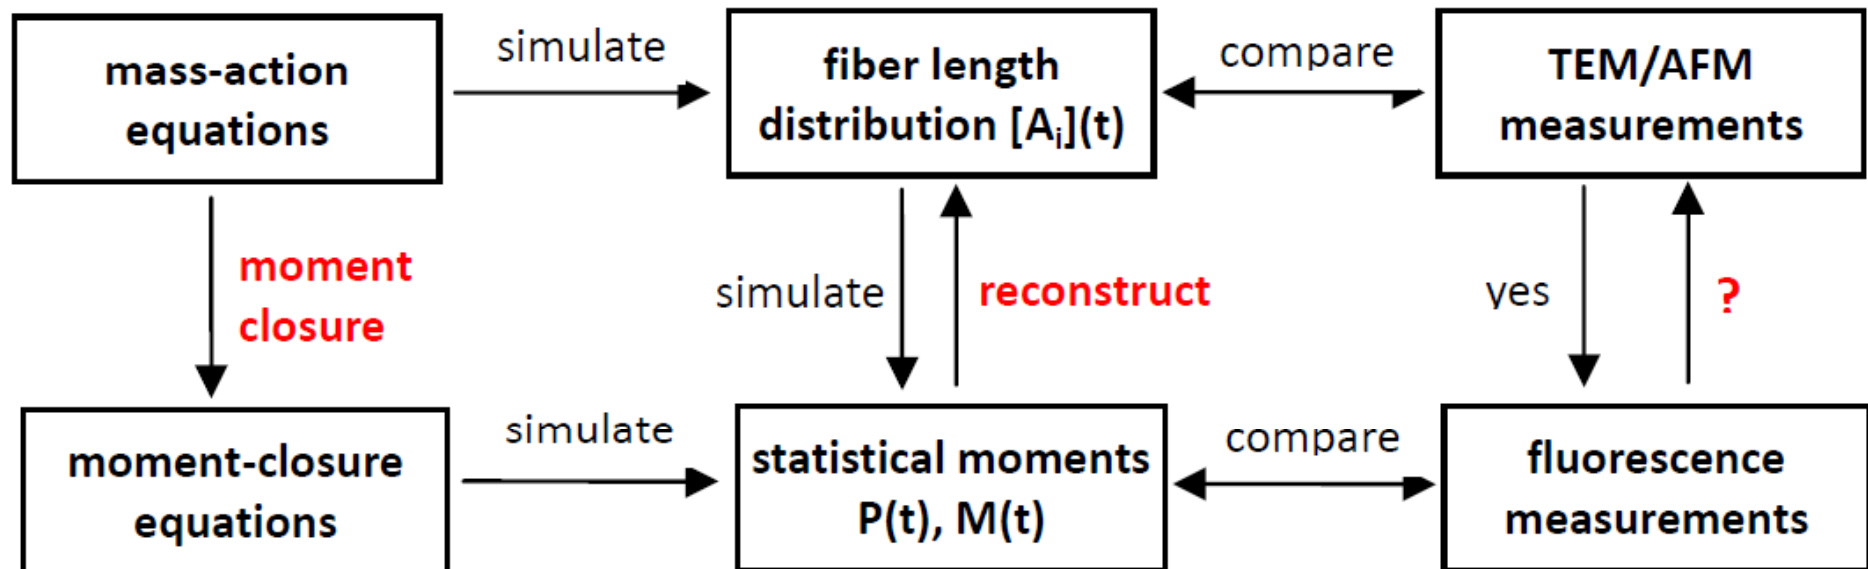 mass-action
equations
simulate
fiber length
distribution [Aᵢ](t)
compare
TEM/AFM
measurements
moment
closure
simulate
reconstruct
yes
?
moment-closure
equations
simulate
statistical moments
P(t), M(t)
compare
fluorescence
measurements